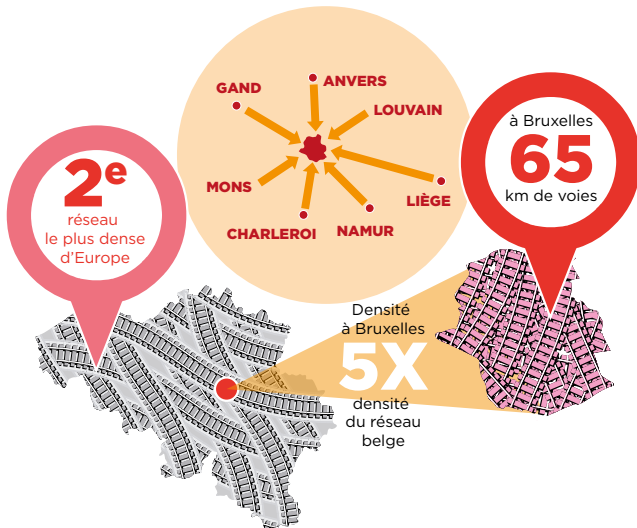 GAND
ANVERS
LOUVAIN
MONS
LIÈGE
CHARLEROI
NAMUR
2e
réseau
le plus dense
d'Europe
à Bruxelles
65
km de voies
Densité
à Bruxelles
5X
densité
du réseau
belge